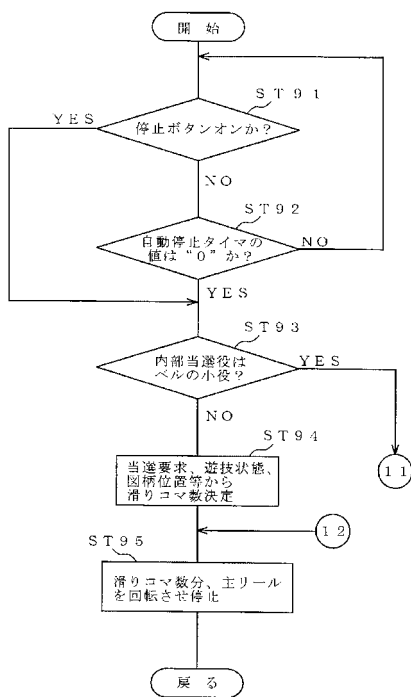 開 始
ＳＴ９１
停止ボタンオンか？
ＹＥＳ
ＮＯ
ＳＴ９２
自動停止タイマの
値は“０”か？
ＮＯ
ＹＥＳ
ＳＴ９３
内部当選役は
ベルの小役？
ＹＥＳ
ＮＯ
１１
ＳＴ９４
当選要求、遊技状態、
図柄位置等から
滑りコマ数決定
１２
ＳＴ９５
滑りコマ数分、主リール
を回転させ停止
戻 る